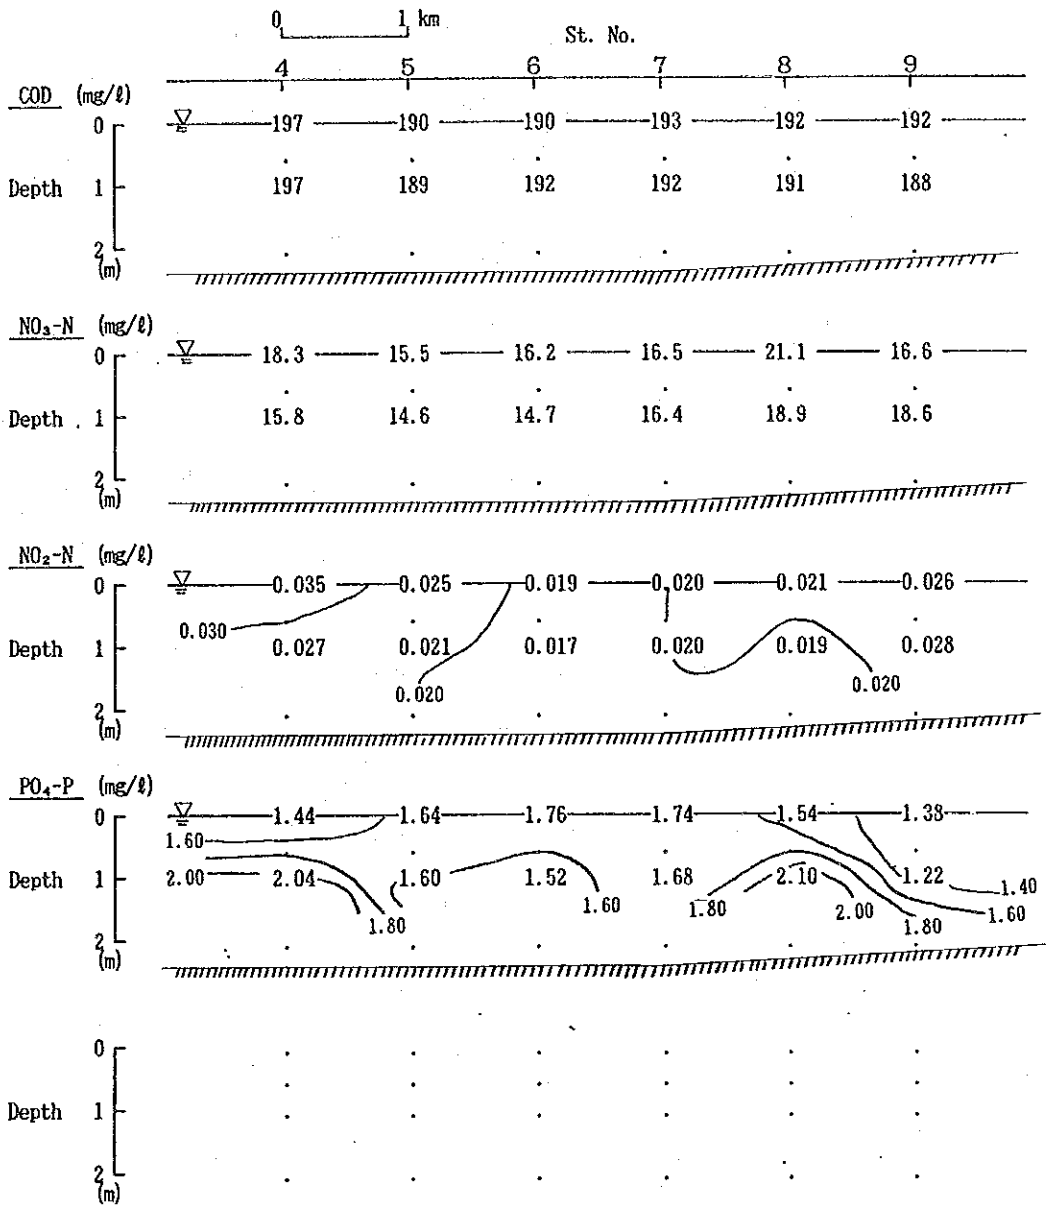 0 1 km
St. No.
4 5 6 7 8 9
COD (mg/ℓ)
0 197 190 190 193 192 192
Depth 1 197 189 192 192 191 188
2
(m)
NO₃-N (mg/ℓ)
0 18.3 15.5 16.2 16.5 21.1 16.6
Depth 1 15.8 14.6 14.7 16.4 18.9 18.6
2
(m)
NO₂-N (mg/ℓ)
0 0.035 0.025 0.019 0.020 0.021 0.026
0.030
Depth 1 0.027 0.021 0.017 0.020 0.019 0.028
0.020 0.020
2
(m)
PO₄-P (mg/ℓ)
0 1.44 1.64 1.76 1.74 1.54 1.38
1.60
Depth 1 2.00 2.04 1.60 1.52 1.68 2.10 1.22 1.40
1.80 1.60 1.80 2.00 1.80 1.60
2
(m)
0
Depth 1
2
(m)